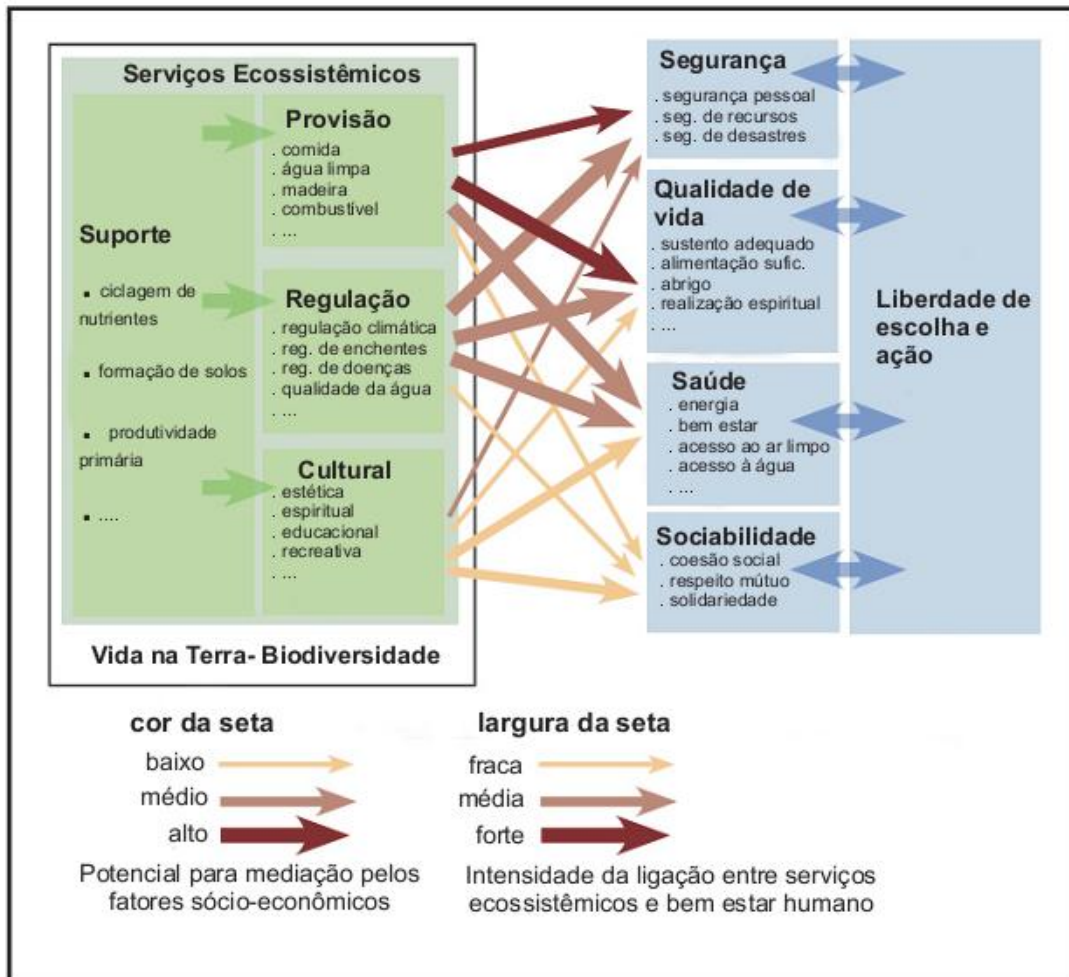 Serviços Ecossistêmicos
Suporte
▪ ciclagem de
nutrientes
▪ formação de solos
▪ produtividade
primária
▪ ....
Provisão
. comida
. água limpa
. madeira
. combustível
. ...
Regulação
. regulação climática
. reg. de enchentes
. reg. de doenças
. qualidade da água
. ...
Cultural
. estética
. espiritual
. educacional
. recreativa
. ...
Vida na Terra- Biodiversidade
Segurança
. segurança pessoal
. seg. de recursos
. seg. de desastres
Qualidade de
vida
. sustento adequado
. alimentação sufic.
. abrigo
. realização espiritual
. ...
Saúde
. energia
. bem estar
. acesso ao ar limpo
. acesso à água
. ...
Sociabilidade
. coesão social
. respeito mútuo
. solidariedade
Liberdade de
escolha e
ação
cor da seta
baixo
médio
alto
Potencial para mediação pelos
fatores sócio-econômicos
largura da seta
fraca
média
forte
Intensidade da ligação entre serviços
ecossistêmicos e bem estar humano